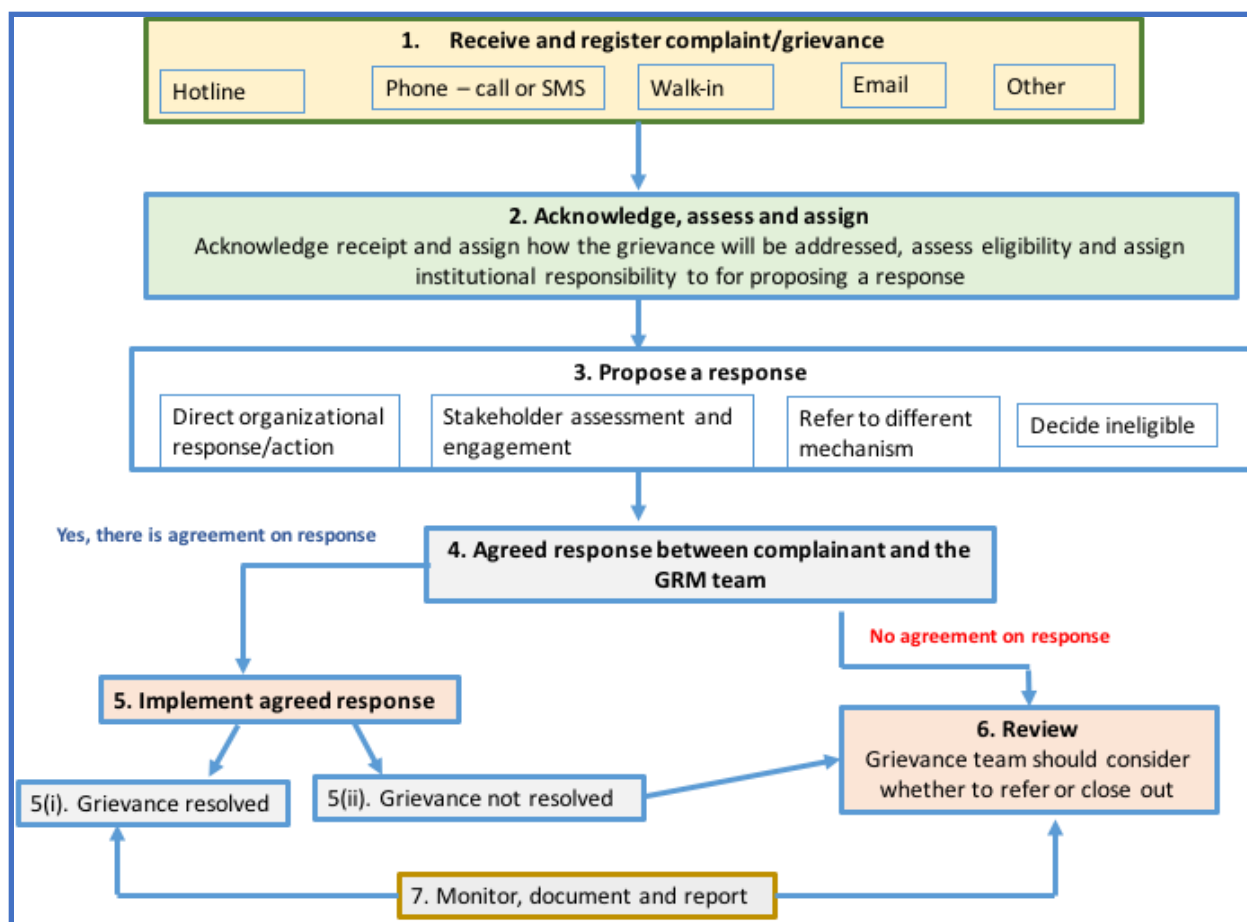 1. Receive and register complaint/grievance
Hotline
Phone – call or SMS
Walk-in
Email
Other
2. Acknowledge, assess and assign
Acknowledge receipt and assign how the grievance will be addressed, assess eligibility and assign
institutional responsibility to for proposing a response
3. Propose a response
Direct organizational
response/action
Stakeholder assessment and
engagement
Refer to different
mechanism
Decide ineligible
Yes, there is agreement on response
4. Agreed response between complainant and the
GRM team
No agreement on response
5. Implement agreed response
6. Review
Grievance team should consider
whether to refer or close out
5(i). Grievance resolved
5(ii). Grievance not resolved
7. Monitor, document and report